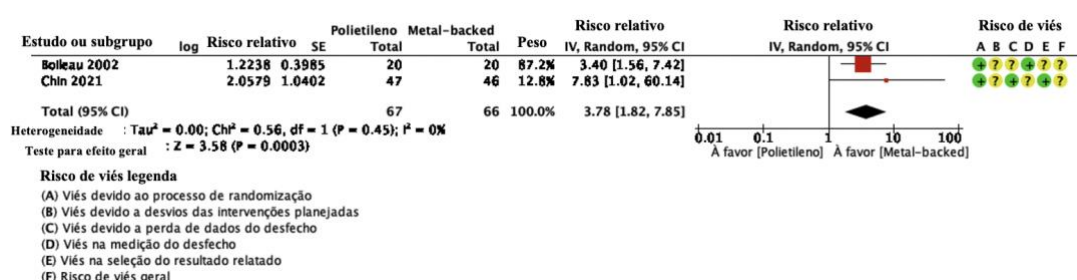 Polietileno Metal-backed Risco relativo Risco relativo Risco de viés
Estudo ou subgrupo log Risco relativo SE Total Total Peso IV, Random, 95% CI IV, Random, 95% CI A B C D E F
Boileau 2002 1.2238 0.3985 20 20 87.2% 3.40 [1.56, 7.42] + ? ? + ? ?
Chin 2021 2.0579 1.0402 47 46 12.8% 7.83 [1.02, 60.14] + ? + ? + ?
Total (95% CI) 67 66 100.0% 3.78 [1.82, 7.85]
Heterogeneidade : Tau² = 0.00; Chi² = 0.56, df = 1 (P = 0.45); I² = 0%
Teste para efeito geral : Z = 3.58 (P = 0.0003)
0.01 0.1 1 10 100
À favor [Polietileno] À favor [Metal-backed]
Risco de viés legenda
(A) Viés devido ao processo de randomização
(B) Viés devido a desvios das intervenções planejadas
(C) Viés devido a perda de dados do desfecho
(D) Viés na medição do desfecho
(E) Viés na seleção do resultado relatado
(F) Risco de viés geral